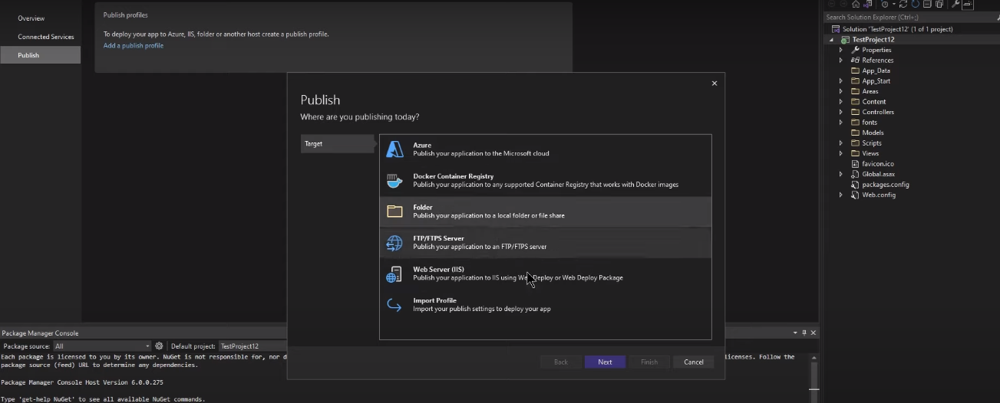 Overview
Connected Services
Publish
Publish profiles
To deploy your app to Azure, IIS, folder or another host create a publish profile.
Add a publish profile
Publish
Where are you publishing today?
Target
Azure
Publish your application to the Microsoft cloud
Docker Container Registry
Publish your application to any supported Container Registry that works with Docker images
Folder
Publish your application to a local folder or file share
FTP/FTPS Server
Publish your application to an FTP/FTPS server
Web Server (IIS)
Publish your application to IIS using Web Deploy or Web Deploy Package
Import Profile
Import your publish settings to deploy your app
Back
Next
Finish
Cancel
Search Solution Explorer (Ctrl+;)
Solution 'TestProject12' (1 of 1 project)
TestProject12
Properties
References
App_Data
App_Start
Areas
Content
Controllers
fonts
Models
Scripts
Views
favicon.ico
Global.asax
packages.config
Web.config
Package Manager Console
Package source: All
Default project: TestProject12
Each package is licensed to you by its owner. NuGet is not responsible for, nor d
licenses. Follow the
package source (feed) URL to determine any dependencies.
Package Manager Console Host Version 6.0.0.275
Type 'get-help NuGet' to see all available NuGet commands.